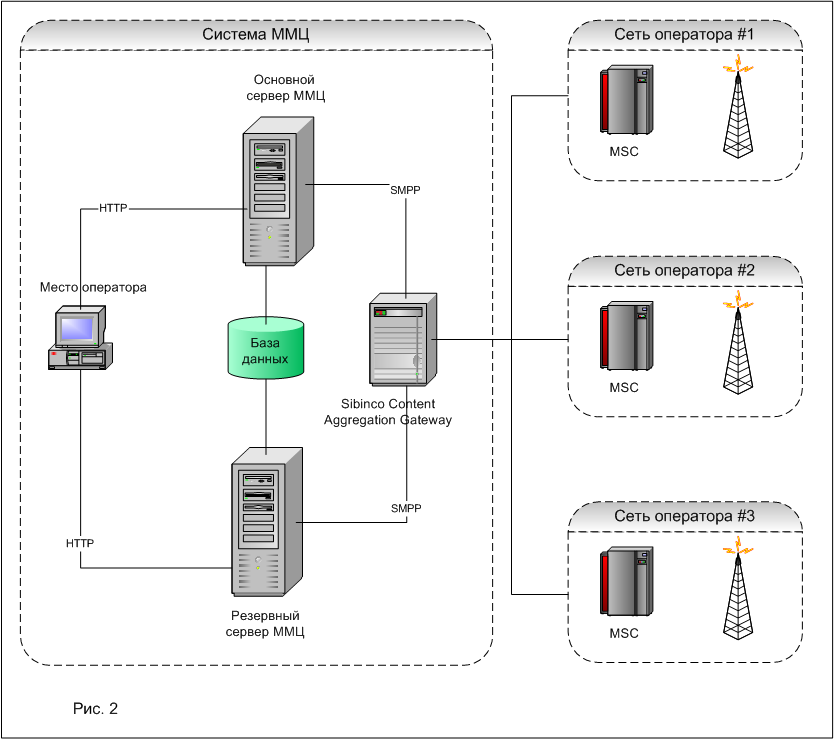 Система ММЦ
Сеть оператора #1
Основной
сервер ММЦ
MSC
SMPP
HTTP
Сеть оператора #2
Место оператора
База
данных
MSC
Sibinco Content
Aggregation Gateway
SMPP
Сеть оператора #3
HTTP
MSC
Резервный
сервер ММЦ
Рис. 2